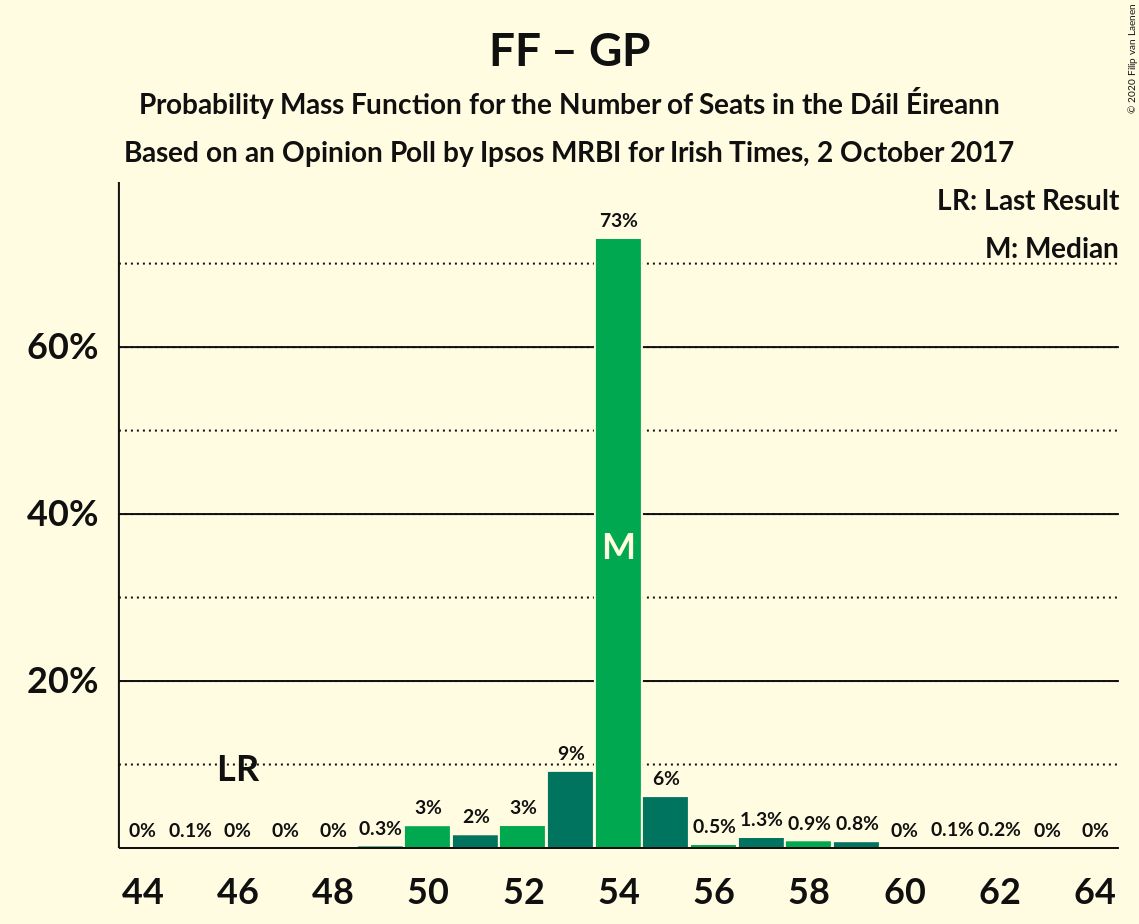 FF – GP
Probability Mass Function for the Number of Seats in the Dáil Éireann
Based on an Opinion Poll by Ipsos MRBI for Irish Times, 2 October 2017
© 2020 Filip van Laenen
LR: Last Result
M: Median
60%
40%
20%
0% 0.1% 0% 0% 0% 0.3% 3% 2% 3% 9% 73% 6% 0.5% 1.3% 0.9% 0.8% 0% 0.1% 0.2% 0% 0%
LR
M
44 46 48 50 52 54 56 58 60 62 64